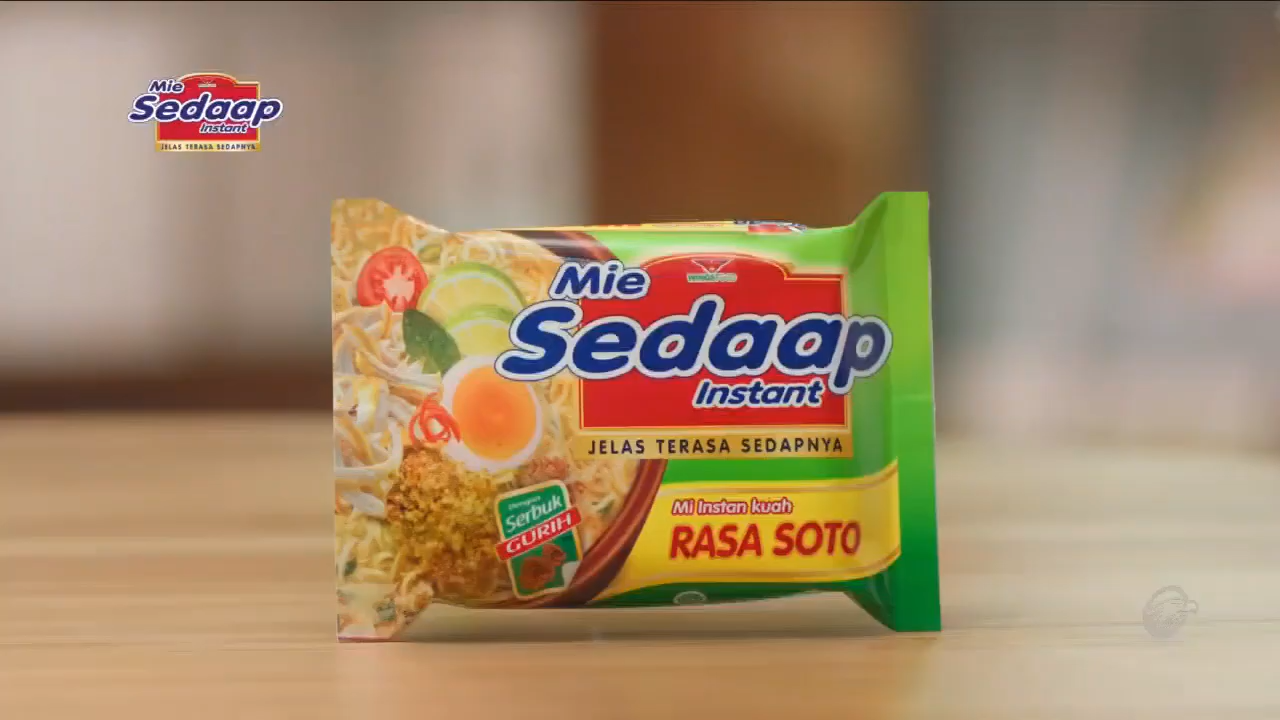 Mie
Sedaap
Instant
JELAS TERASA SEDAPNYA
Mie
Sedaap
Instant
JELAS TERASA SEDAPNYA
Dengan
Serbuk
GURIH
Mi Instan kuah
RASA SOTO